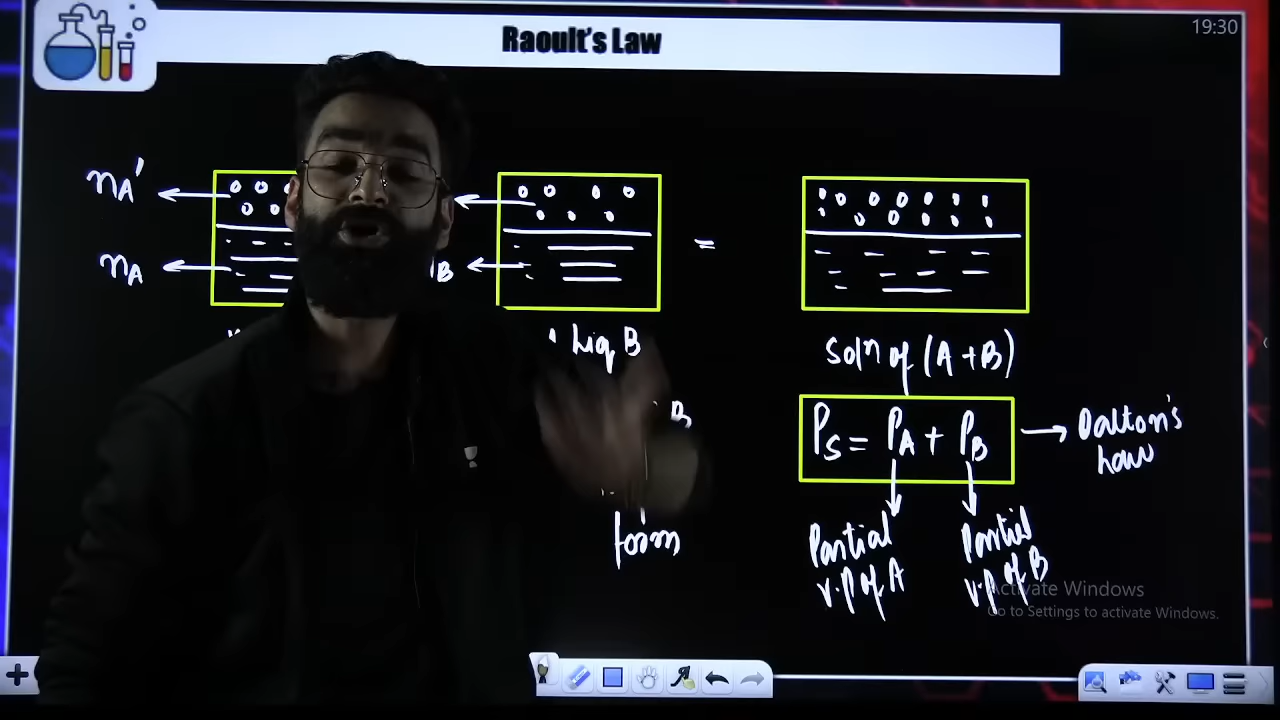 19:30
Raoult's Law
nA'
nA
B
=
Liq B
Solⁿ of (A+B)
B
PS = PA + PB
Dalton's
Law
form
Partial
v.p of A
Partial
v.p of B
Activate Windows
Go to Settings to activate Windows.